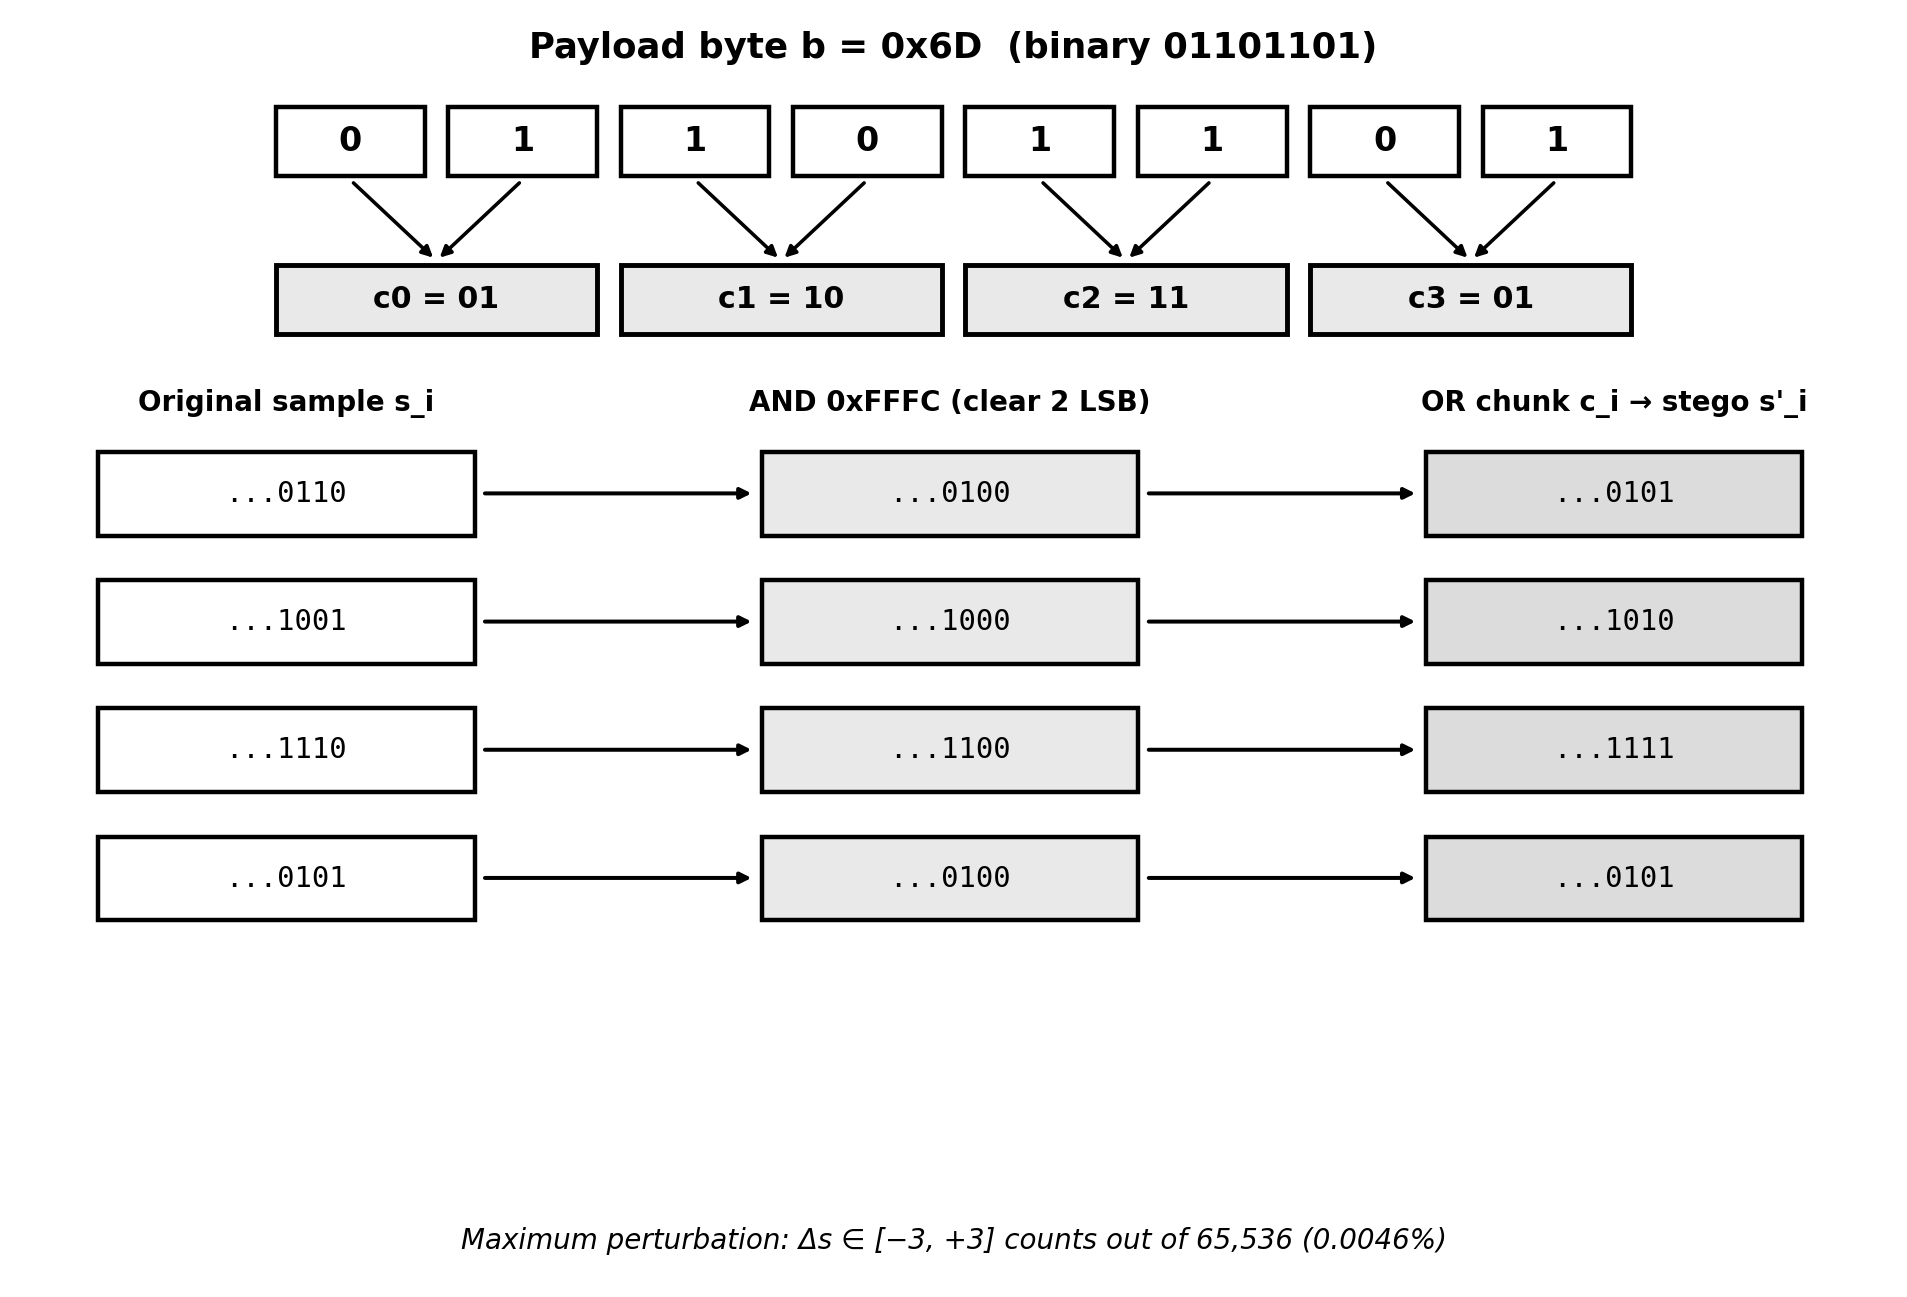 Payload byte b = 0x6D (binary 01101101)
0 1 1 0 1 1 0 1
c0 = 01 c1 = 10 c2 = 11 c3 = 01
Original sample s_i AND 0xFFFC (clear 2 LSB) OR chunk c_i → stego s'_i
...0110 ...0100 ...0101
...1001 ...1000 ...1010
...1110 ...1100 ...1111
...0101 ...0100 ...0101
Maximum perturbation: Δs ∈ [−3, +3] counts out of 65,536 (0.0046%)